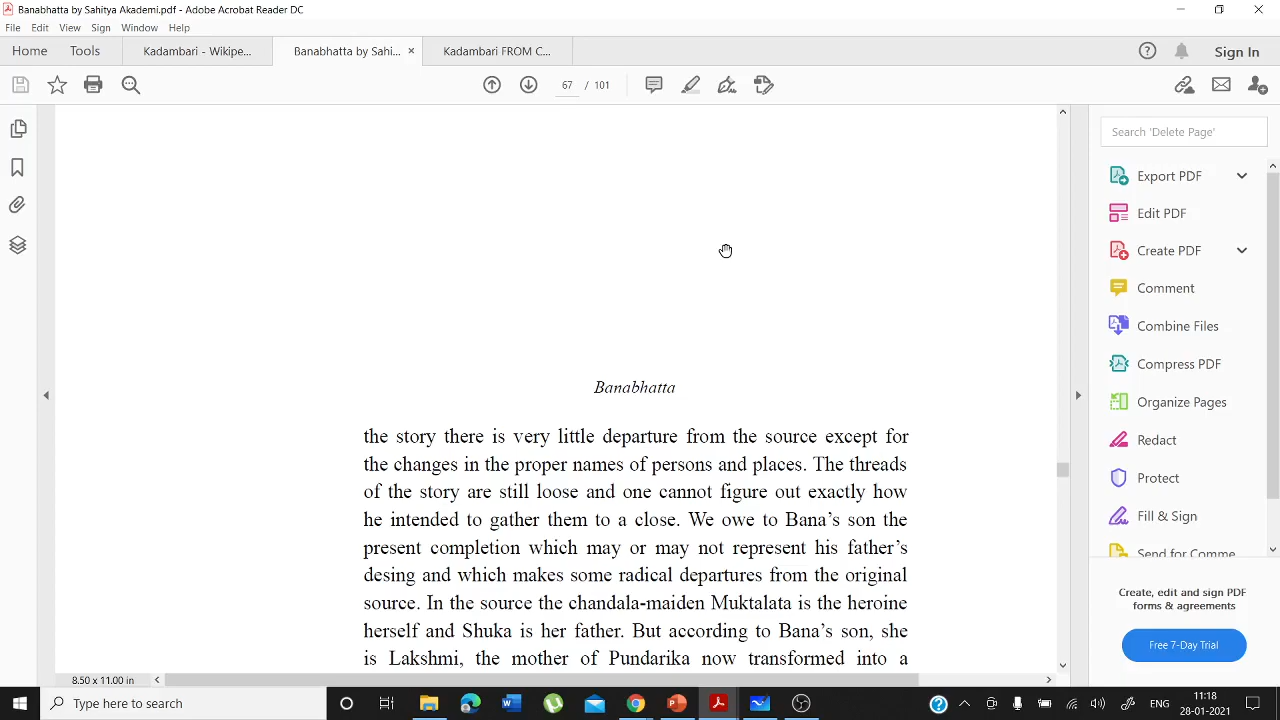 Banabhatta by Sahitya Akademi.pdf - Adobe Acrobat Reader DC
File Edit View Sign Window Help
Home Tools Kadambari - Wikipe... Banabhatta by Sahi... × Kadambari FROM C... Sign In
67 / 101
Search 'Delete Page'
Export PDF
Edit PDF
Create PDF
Comment
Combine Files
Compress PDF
Organize Pages
Redact
Protect
Fill & Sign
Send for Comme
Create, edit and sign PDF
forms & agreements
Free 7-Day Trial
Banabhatta
the story there is very little departure from the source except for
the changes in the proper names of persons and places. The threads
of the story are still loose and one cannot figure out exactly how
he intended to gather them to a close. We owe to Bana’s son the
present completion which may or may not represent his father’s
desing and which makes some radical departures from the original
source. In the source the chandala-maiden Muktalata is the heroine
herself and Shuka is her father. But according to Bana’s son, she
is Lakshmi, the mother of Pundarika now transformed into a
8.50 x 11.00 in
Type here to search
11:18
28-01-2021